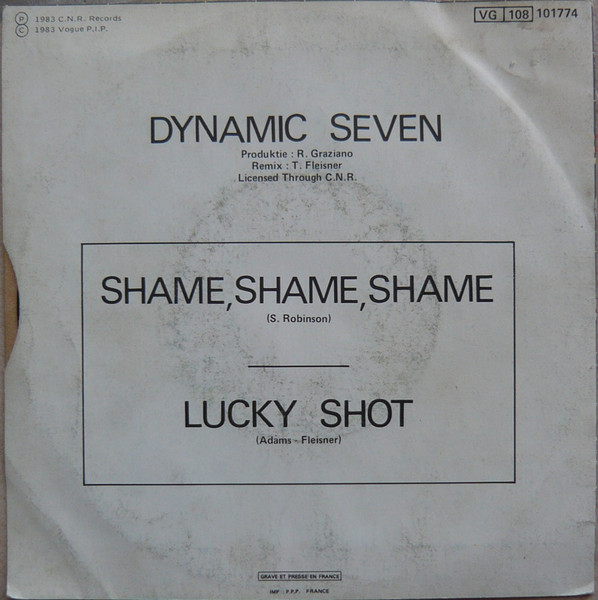 Ⓟ 1983 C.N.R. Records
Ⓒ 1983 Vogue P.I.P.
VG 108 101774
DYNAMIC SEVEN
Produktie : R. Graziano
Remix : T. Fleisner
Licensed Through C.N.R.
SHAME, SHAME, SHAME
(S. Robinson)
LUCKY SHOT
(Adams - Fleisner)
GRAVE ET PRESSE EN FRANCE
IMP : P.P.P. FRANCE